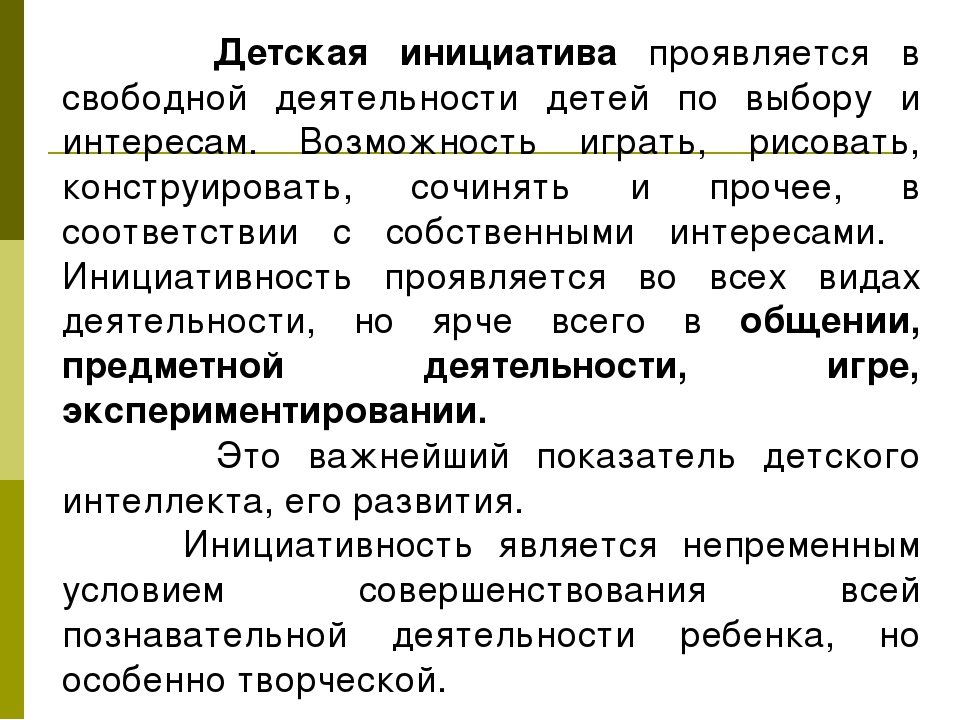 Детская инициатива проявляется в
свободной деятельности детей по выбору и
интересам. Возможность играть, рисовать,
конструировать, сочинять и прочее, в
соответствии с собственными интересами.
Инициативность проявляется во всех видах
деятельности, но ярче всего в общении,
предметной деятельности, игре,
экспериментировании.
Это важнейший показатель детского
интеллекта, его развития.
Инициативность является непременным
условием совершенствования всей
познавательной деятельности ребенка, но
особенно творческой.